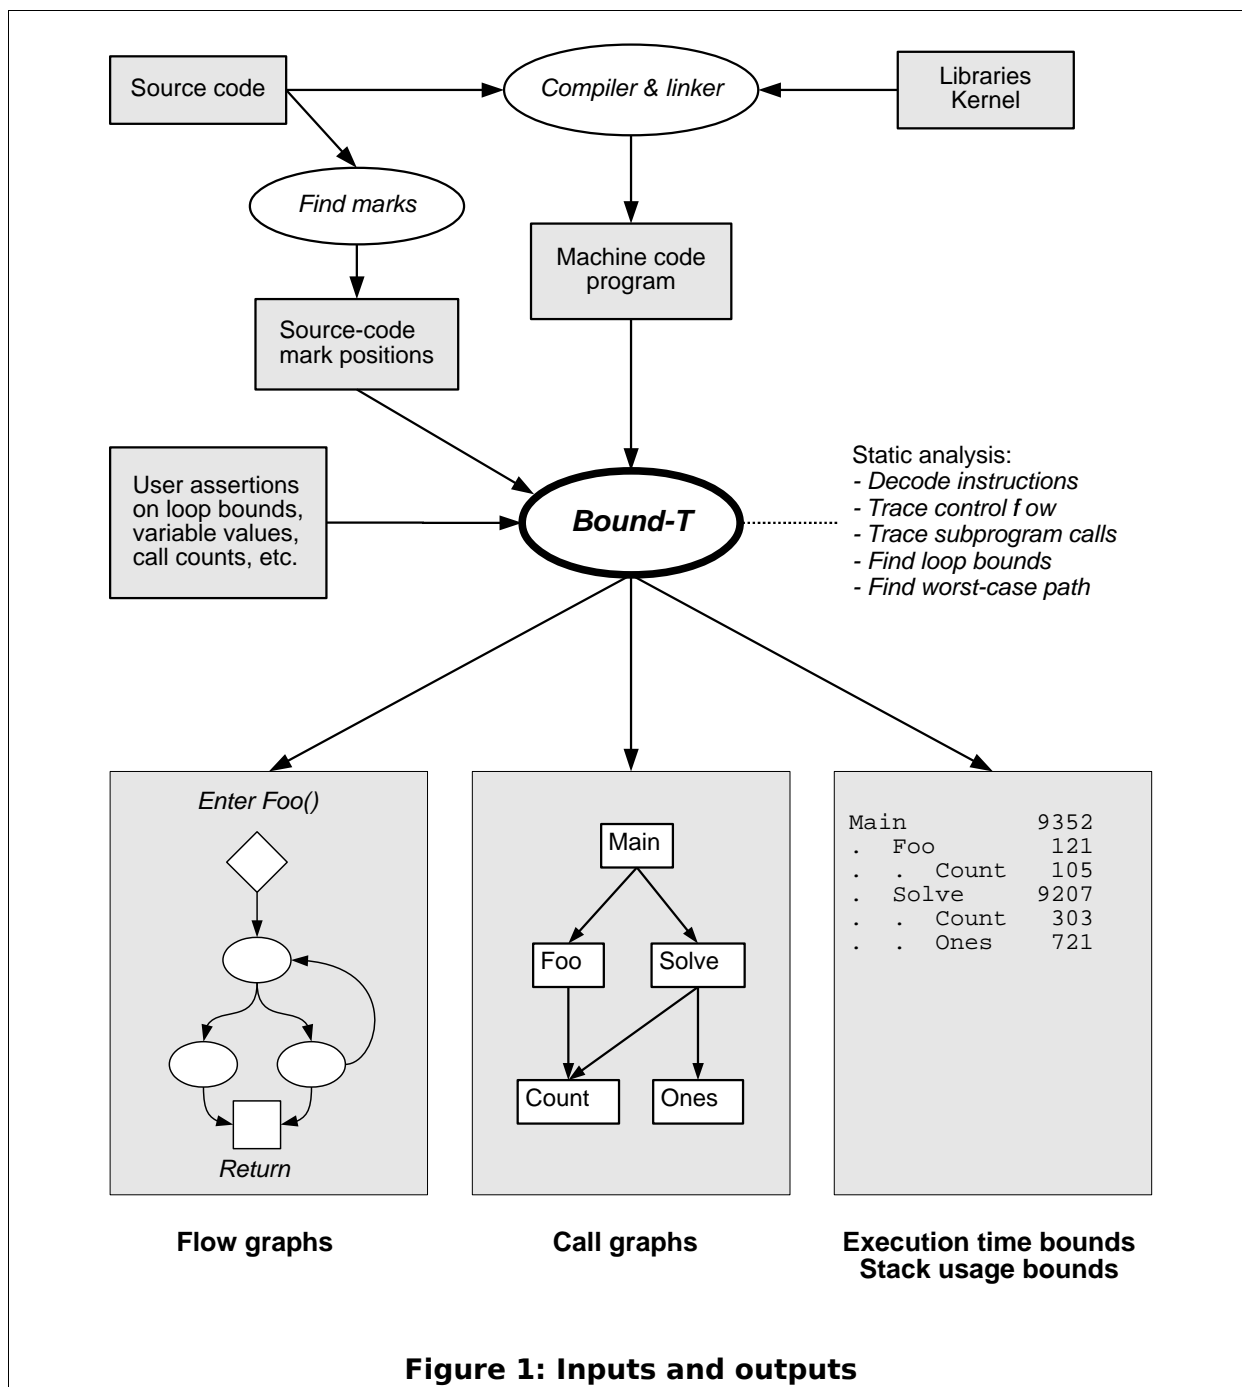 Source code
Compiler & linker
Libraries
Kernel
Find marks
Machine code
program
Source-code
mark positions
User assertions
on loop bounds,
variable values,
call counts, etc.
Bound-T
Static analysis:
- Decode instructions
- Trace control f ow
- Trace subprogram calls
- Find loop bounds
- Find worst-case path
Enter Foo()
Return
Main
Foo
Solve
Count
Ones
Main 9352
. Foo 121
. . Count 105
. Solve 9207
. . Count 303
. . Ones 721
Flow graphs
Call graphs
Execution time bounds
Stack usage bounds
Figure 1: Inputs and outputs